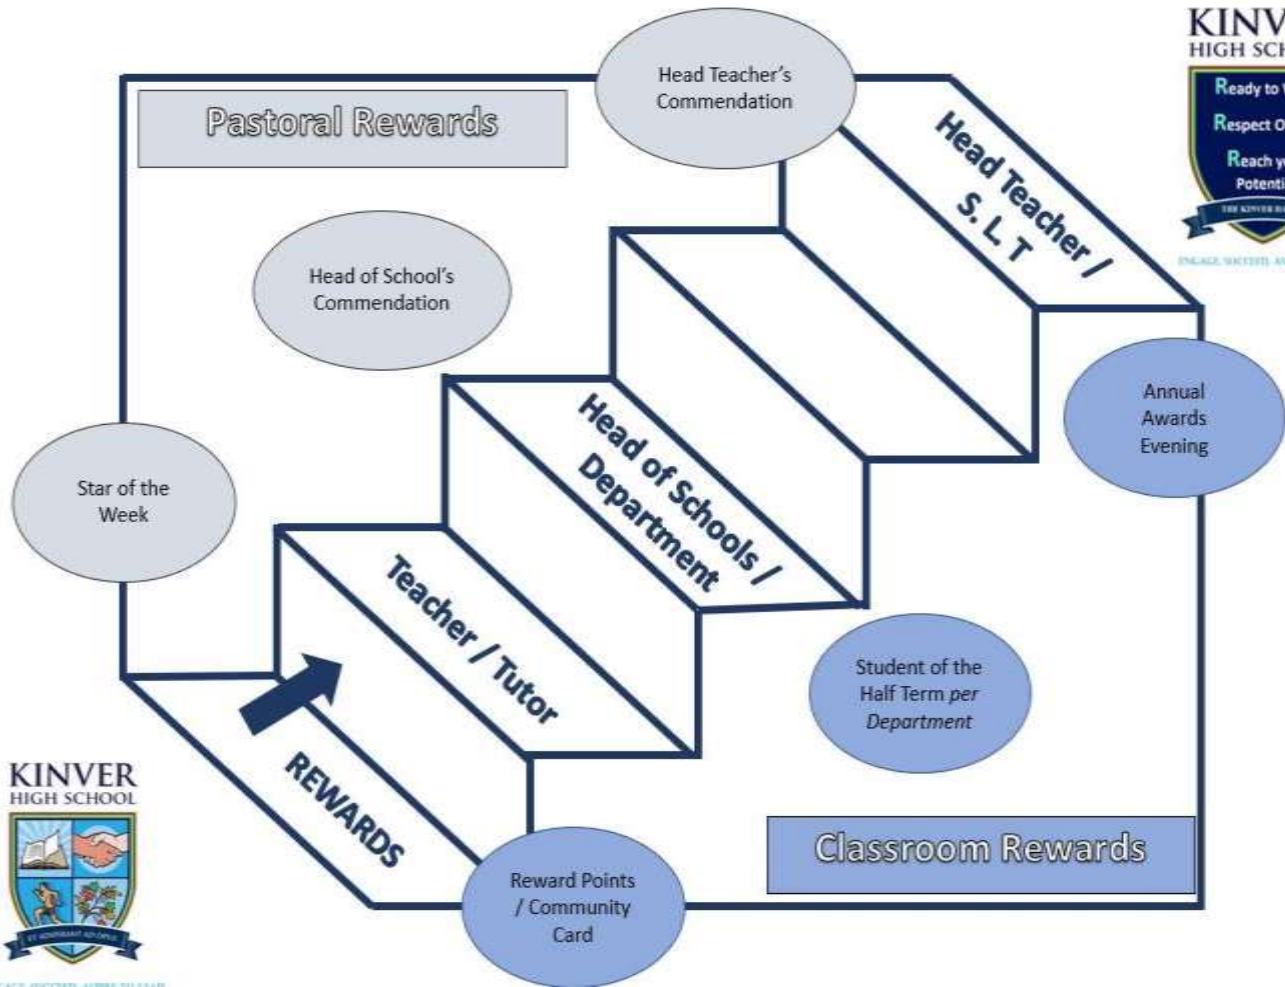 KINV
HIGH SCH
Ready to
Respect O
Reach y
Potenti
Head Teacher's
Commendation
Pastoral Rewards
Head Teacher /
S. L. T
Head of School's
Commendation
Annual
Awards
Evening
Star of the
Week
Head of Schools /
Department
Teacher / Tutor
Student of the
Half Term per
Department
REWARDS
Classroom Rewards
Reward Points
/ Community
Card
KINVER
HIGH SCHOOL